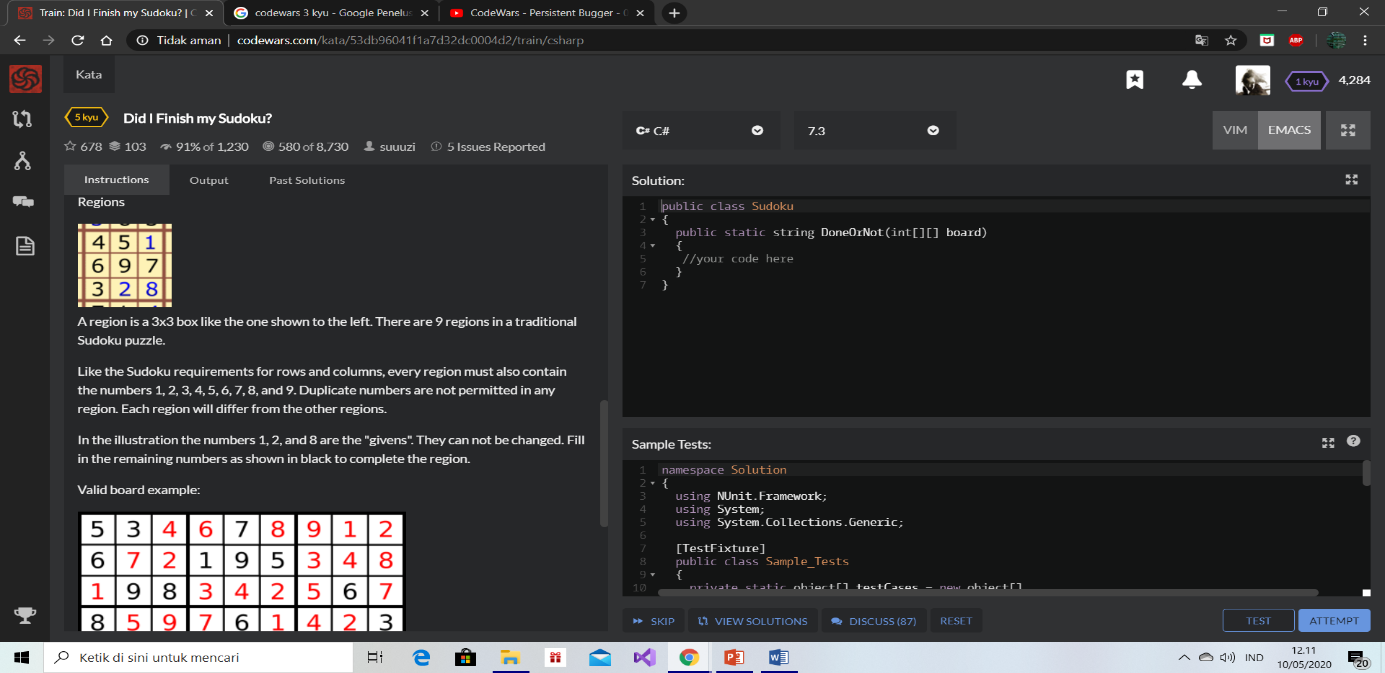 Train: Did I Finish my Sudoku? | C
codewars 3 kyu - Google Penelus
CodeWars - Persistent Bugger -
Tidak aman | codewars.com/kata/53db96041f1a7d32dc0004d2/train/csharp
ABP
Kata
1 kyu 4,284
5 kyu Did I Finish my Sudoku?
678 103 91% of 1,230 580 of 8,730 suuuzi 5 Issues Reported
C# C#
7.3
VIM EMACS
Instructions Output Past Solutions
Regions
4 5 1
6 9 7
3 2 8
A region is a 3x3 box like the one shown to the left. There are 9 regions in a traditional
Sudoku puzzle.
Like the Sudoku requirements for rows and columns, every region must also contain
the numbers 1, 2, 3, 4, 5, 6, 7, 8, and 9. Duplicate numbers are not permitted in any
region. Each region will differ from the other regions.
In the illustration the numbers 1, 2, and 8 are the "givens". They can not be changed. Fill
in the remaining numbers as shown in black to complete the region.
Valid board example:
5 3 4 6 7 8 9 1 2
6 7 2 1 9 5 3 4 8
1 9 8 3 4 2 5 6 7
8 5 9 7 6 1 4 2 3
Solution:
1 public class Sudoku
2 {
3 public static string DoneOrNot(int[][] board)
4 {
5 //your code here
6 }
7 }
Sample Tests:
1 namespace Solution
2 {
3 using NUnit.Framework;
4 using System;
5 using System.Collections.Generic;
6
7 [TestFixture]
8 public class Sample_Tests
9 {
10 private static object[] testCases = new object[]
SKIP VIEW SOLUTIONS DISCUSS (87) RESET TEST ATTEMPT
Ketik di sini untuk mencari
IND
12.11
10/05/2020
20